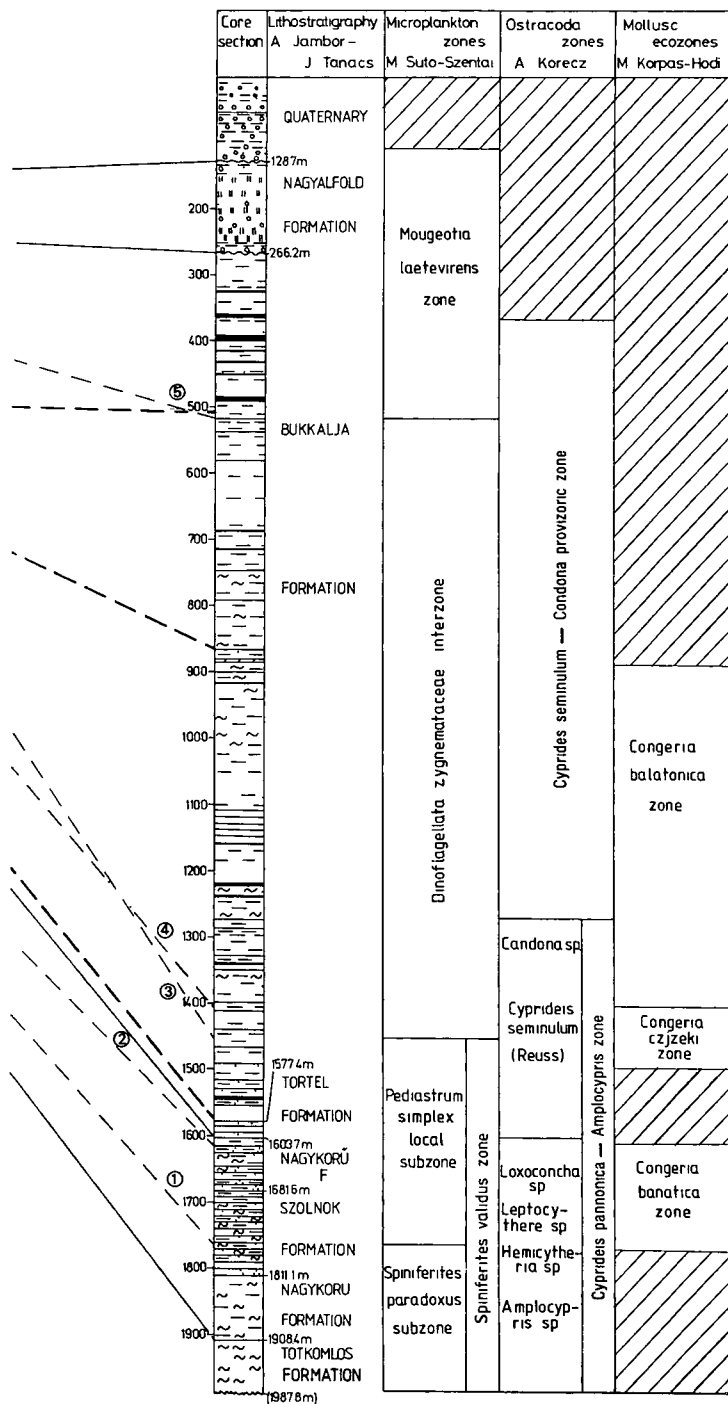 Core section
Lithostratigraphy
A Jambor –
J Tanacs
Microplankton zones
M Suto-Szentai
Ostracoda zones
A Korecz
Mollusc ecozones
M Korpas-Hodi
QUATERNARY
1287m
NAGYALFOLD
FORMATION
266.2m
200
300
400
500
600
700
800
900
1000
1100
1200
1300
1400
1500
1600
1700
1800
1900
⑤
④
③
②
①
BUKKALJA
FORMATION
1577.4m
TORTEL
FORMATION
1603.7m
NAGYKORŰ
F
1681.6m
SZOLNOK
FORMATION
1811.1m
NAGYKORU
FORMATION
1908.4m
TOTKOMLOS
FORMATION
(1987.8m)
Mougeotia
laetevirens
zone
Dinoflagellata zygnemataceae interzone
Pediastrum
simplex
local
subzone
Spiniferites
paradoxus
subzone
Spiniferites validus zone
Cyprides seminulum — Condona provizoric zone
Candona sp
Cyprideis
seminulum
(Reuss)
Loxoconcha
sp
Leptocy-
there sp
Hemicythe-
ria sp
Amplocyp-
ris sp
Cyprideis pannonica — Amplocypris zone
Congeria
balatonica
zone
Congeria
czjzeki
zone
Congeria
banatica
zone